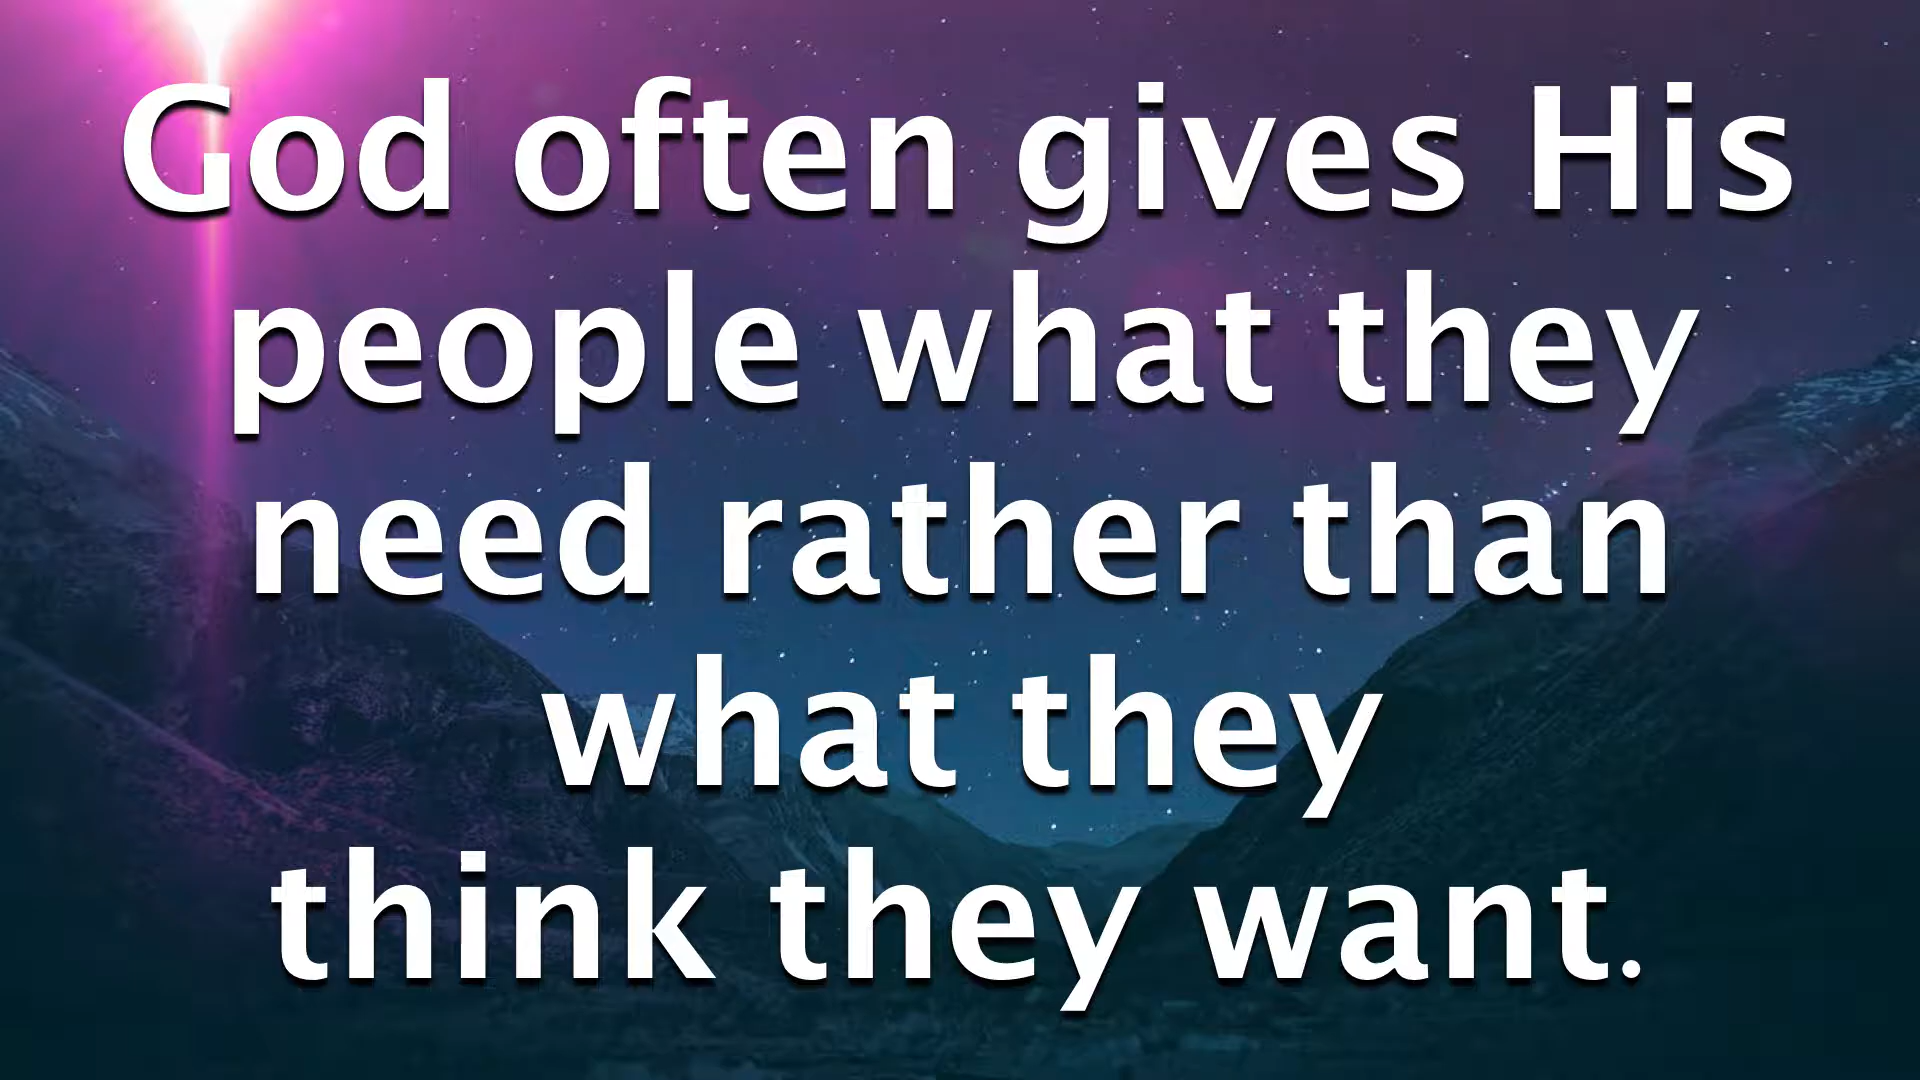 God often gives His
people what they
need rather than
what they
think they want.